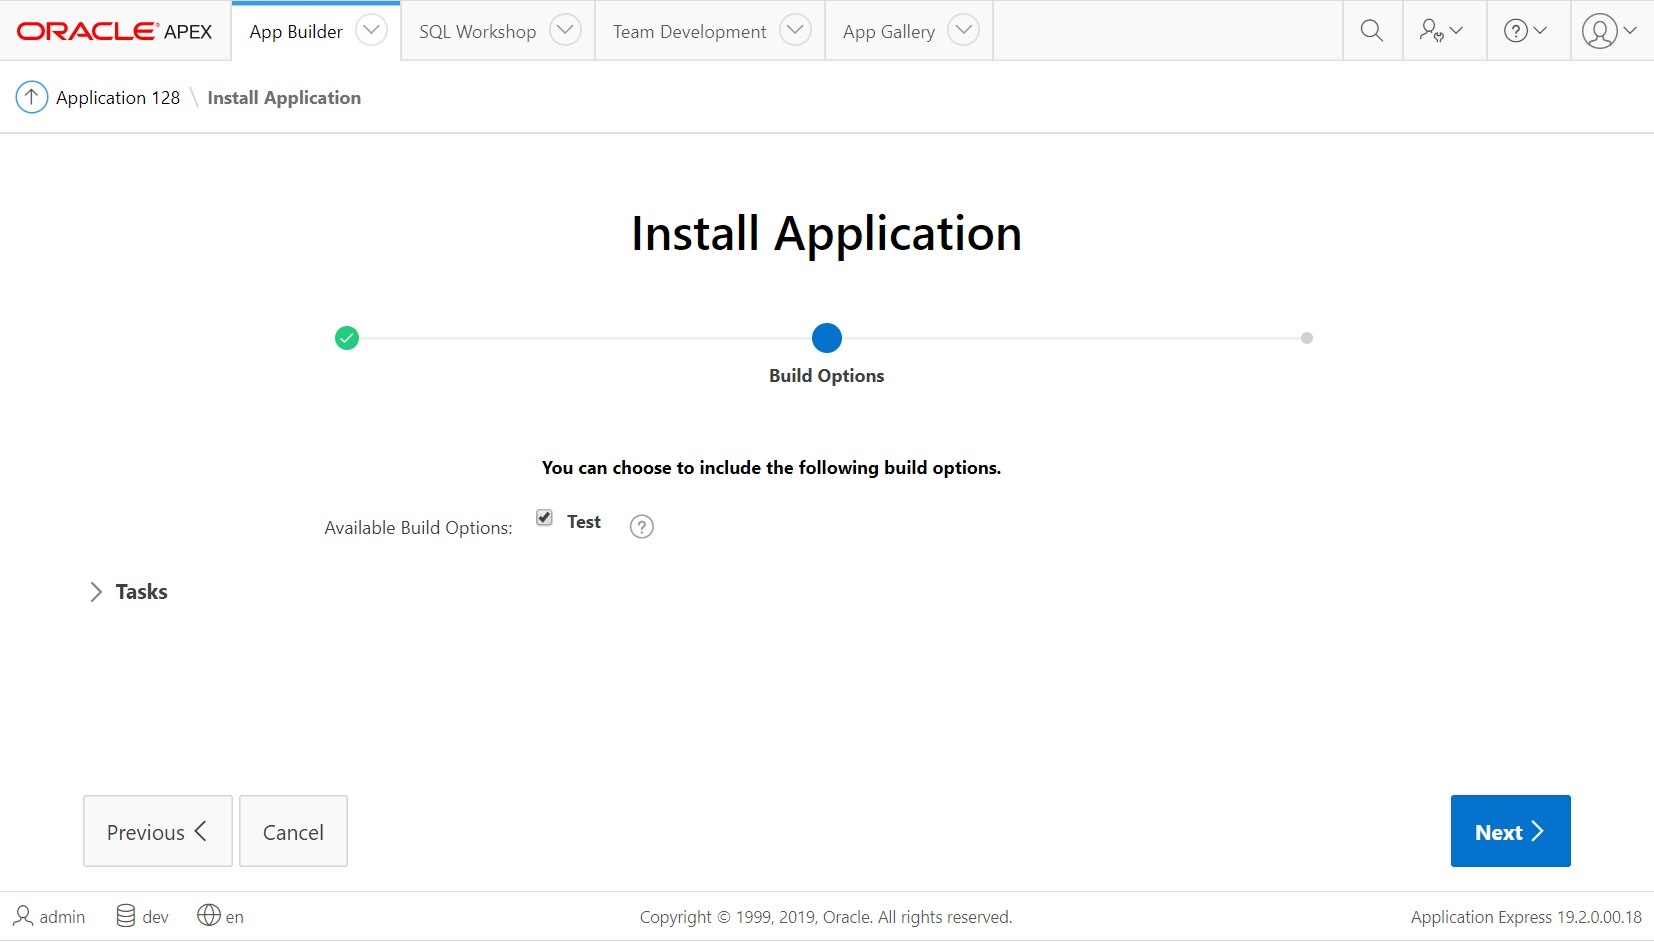 ORACLE APEX App Builder SQL Workshop Team Development App Gallery
Application 128 \ Install Application
Install Application
Build Options
You can choose to include the following build options.
Available Build Options: Test ?
Tasks
Previous Cancel Next
admin dev en Copyright © 1999, 2019, Oracle. All rights reserved. Application Express 19.2.0.00.18